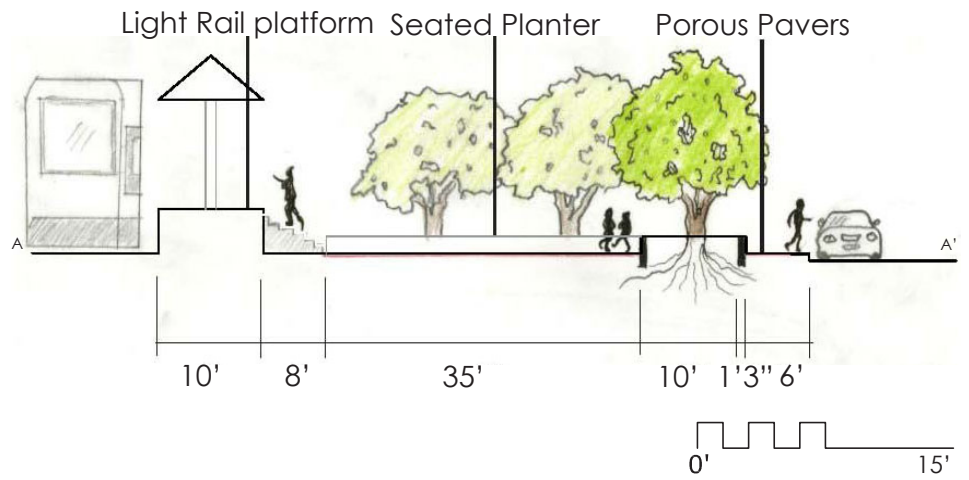 Light Rail platform Seated Planter Porous Pavers
A A’
10’ 8’ 35’ 10’ 1’3” 6’
0' 15’